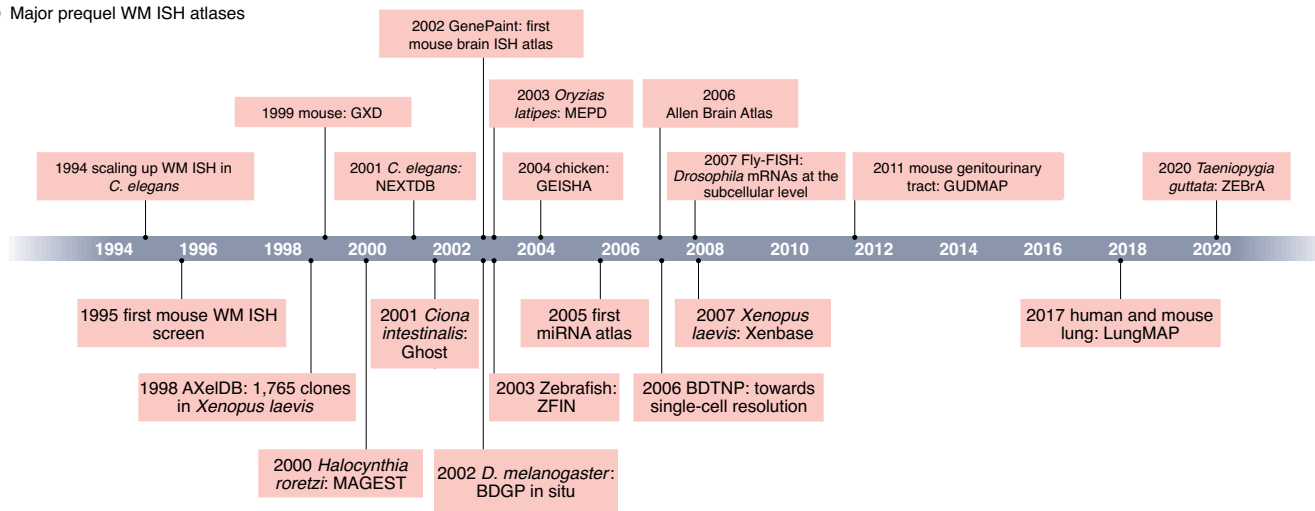 Major prequel WM ISH atlases
2002 GenePaint: first
mouse brain ISH atlas
1999 mouse: GXD
2003 Oryzias
latipes: MEPD
2006
Allen Brain Atlas
1994 scaling up WM ISH in
C. elegans
2001 C. elegans:
NEXTDB
2004 chicken:
GEISHA
2007 Fly-FISH:
Drosophila mRNAs at the
subcellular level
2011 mouse genitourinary
tract: GUDMAP
2020 Taeniopygia
guttata: ZEBrA
1994 1996 1998 2000 2002 2004 2006 2008 2010 2012 2014 2016 2018 2020
1995 first mouse WM ISH
screen
2001 Ciona
intestinalis:
Ghost
2005 first
miRNA atlas
2007 Xenopus
laevis: Xenbase
2017 human and mouse
lung: LungMAP
1998 AXelDB: 1,765 clones
in Xenopus laevis
2003 Zebrafish:
ZFIN
2006 BDTNP: towards
single-cell resolution
2000 Halocynthia
roretzi: MAGEST
2002 D. melanogaster:
BDGP in situ